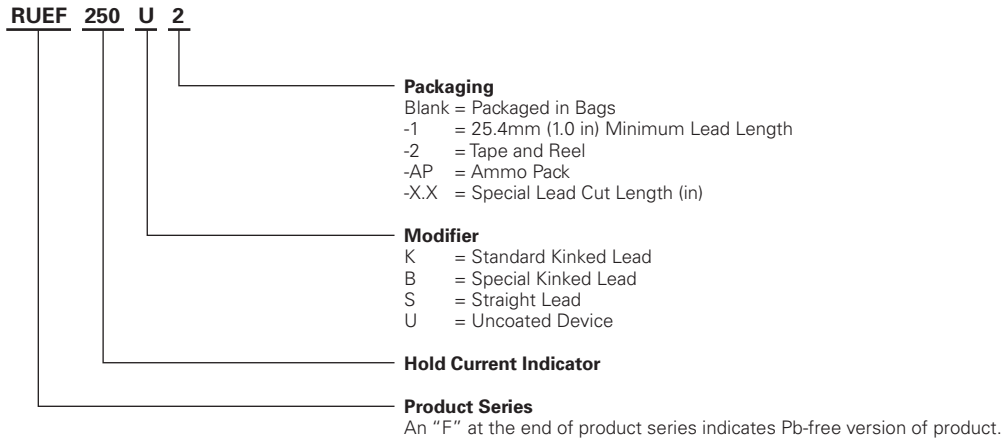 RUEF 250 U 2
Packaging
Blank = Packaged in Bags
-1 = 25.4mm (1.0 in) Minimum Lead Length
-2 = Tape and Reel
-AP = Ammo Pack
-X.X = Special Lead Cut Length (in)
Modifier
K = Standard Kinked Lead
B = Special Kinked Lead
S = Straight Lead
U = Uncoated Device
Hold Current Indicator
Product Series
An “F” at the end of product series indicates Pb-free version of product.